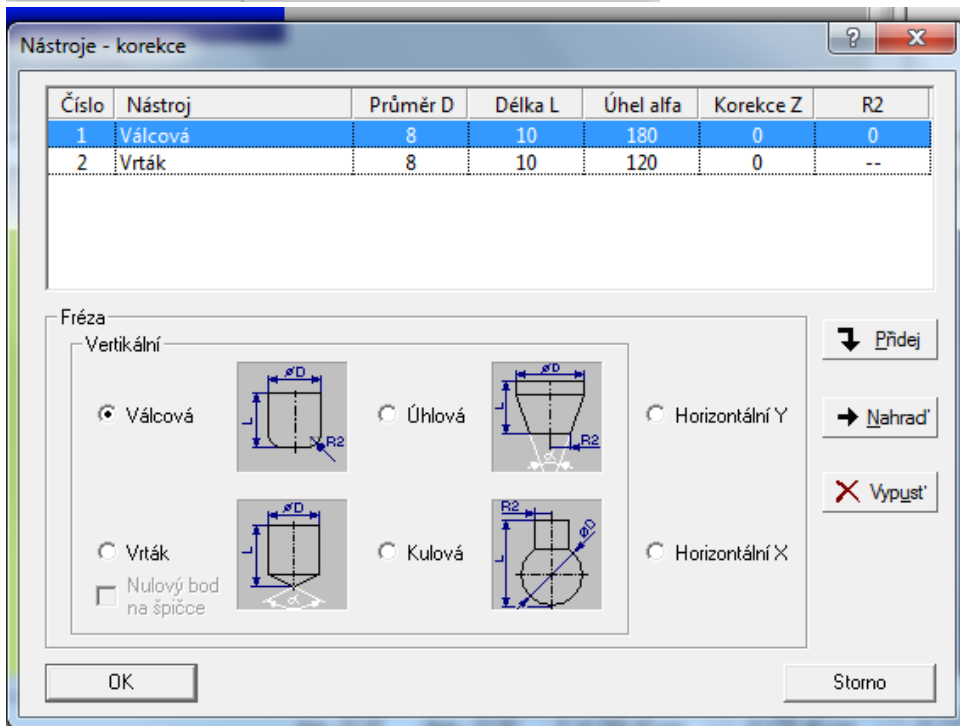 Nástroje - korekce
Číslo Nástroj Průměr D Délka L Úhel alfa Korekce Z R2
1 Válcová 8 10 180 0 0
2 Vrták 8 10 120 0 --
Fréza
Vertikální
Válcová
øD
L
R2
Úhlová
øD
L
R2
α
Horizontální Y
Vrták
Nulový bod
na špičce
øD
L
α
Kulová
R2
øD
L
Horizontální X
Přidej
Nahraď
Vypusť
OK
Storno